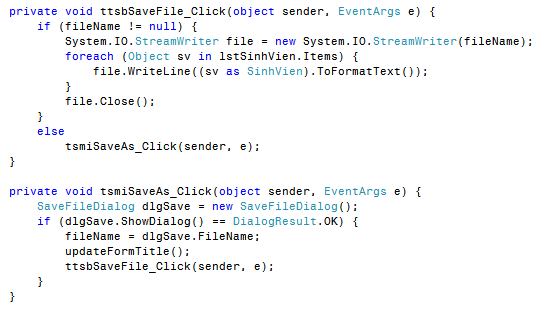 private void ttsbSaveFile_Click(object sender, EventArgs e) {
    if (fileName != null) {
        System.IO.StreamWriter file = new System.IO.StreamWriter(fileName);
        foreach (Object sv in lstSinhVien.Items) {
            file.WriteLine((sv as SinhVien).ToFormatText());
        }
        file.Close();
    }
    else
        tsmiSaveAs_Click(sender, e);
}

private void tsmiSaveAs_Click(object sender, EventArgs e) {
    SaveFileDialog dlgSave = new SaveFileDialog();
    if (dlgSave.ShowDialog() == DialogResult.OK) {
        fileName = dlgSave.FileName;
        updateFormTitle();
        ttsbSaveFile_Click(sender, e);
    }
}